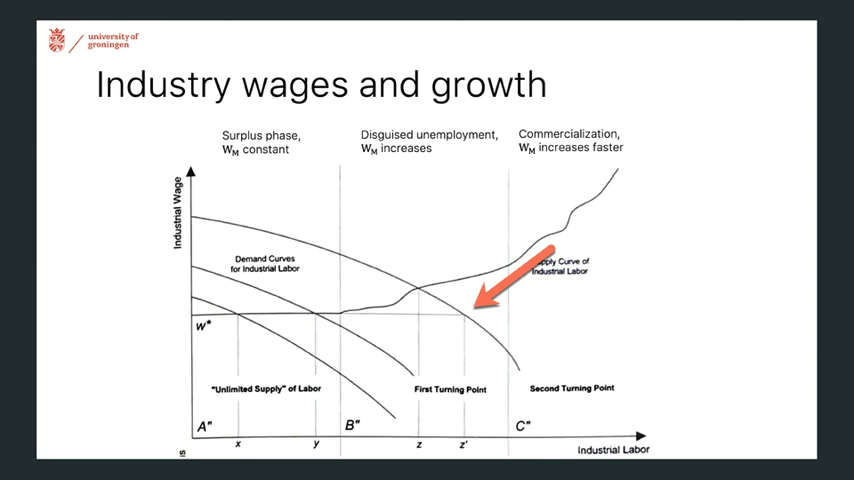 university of
groningen
Industry wages and growth
Surplus phase,
W_M constant
Disguised unemployment,
W_M increases
Commercialization,
W_M increases faster
Industrial Wage
Demand Curves
for Industrial Labor
Curve of
Industrial Labor
W*
"Unlimited Supply" of Labor
First Turning Point
Second Turning Point
A"
B"
C"
x
y
z
z'
Industrial Labor